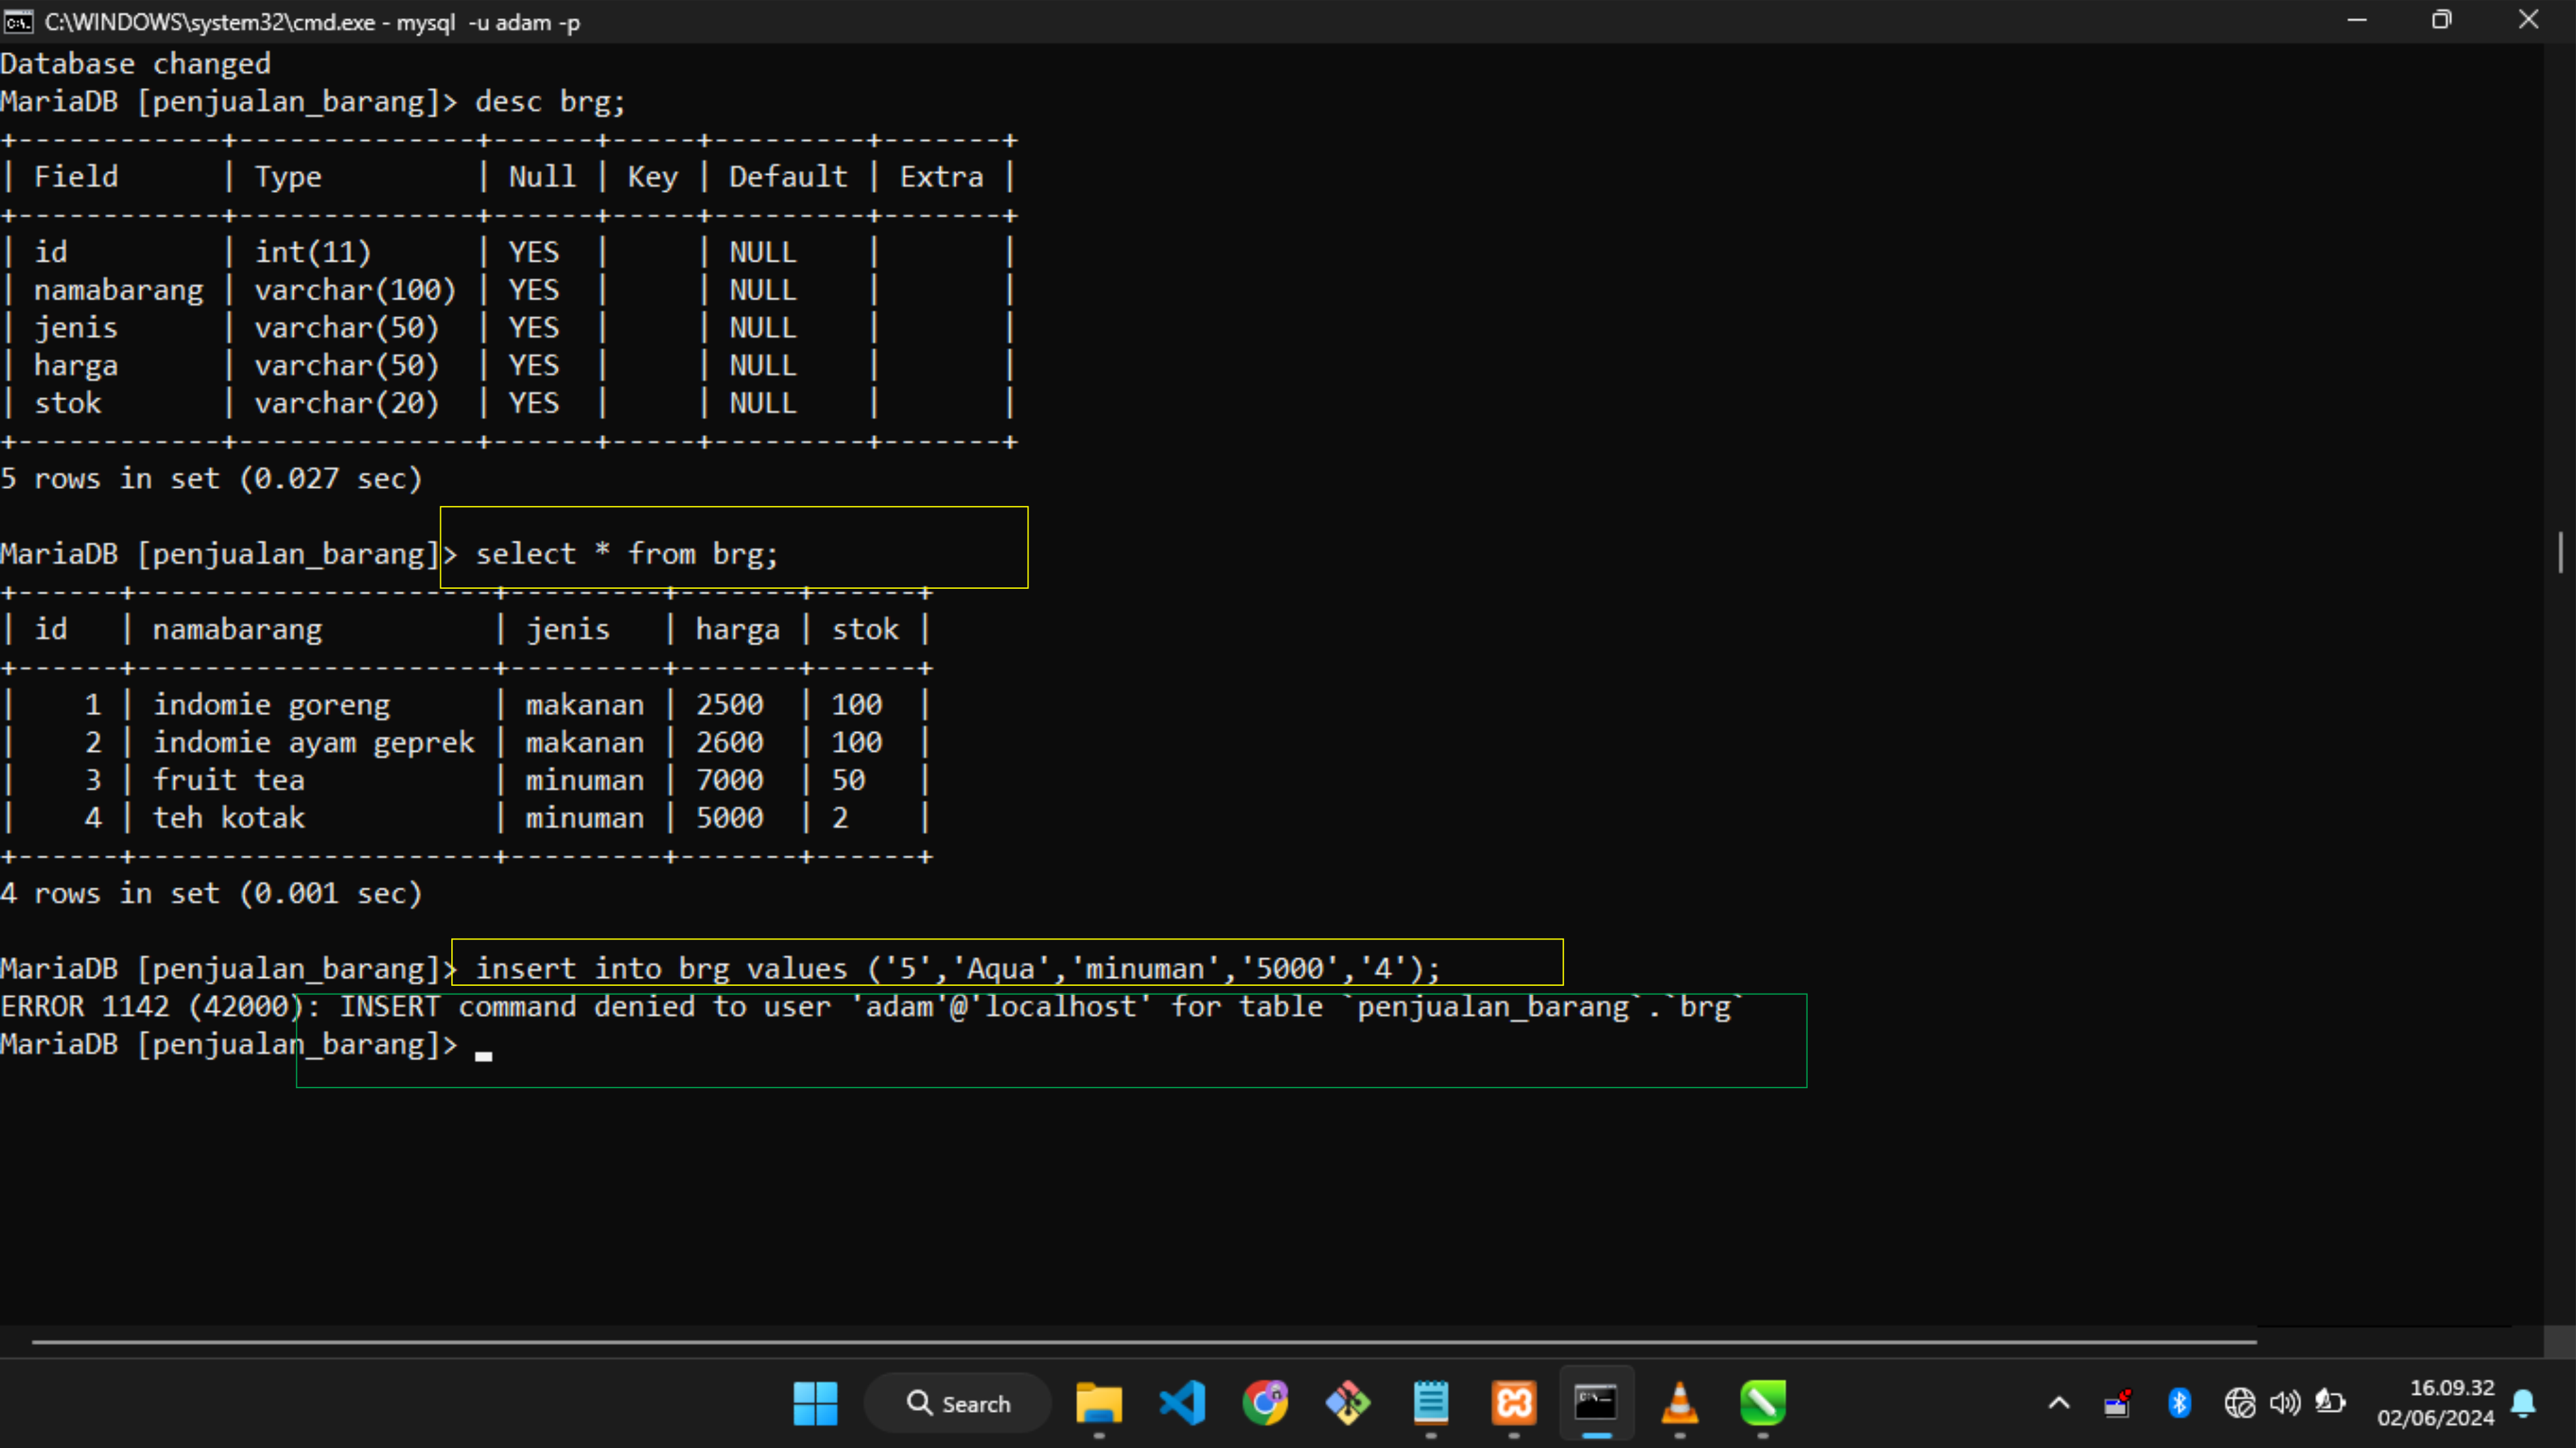 C:\WINDOWS\system32\cmd.exe - mysql  -u adam -p
Database changed
MariaDB [penjualan_barang]> desc brg;
+------------+--------------+------+-----+---------+-------+
| Field      | Type         | Null | Key | Default | Extra |
+------------+--------------+------+-----+---------+-------+
| id         | int(11)      | YES  |     | NULL    |       |
| namabarang | varchar(100) | YES  |     | NULL    |       |
| jenis      | varchar(50)  | YES  |     | NULL    |       |
| harga      | varchar(50)  | YES  |     | NULL    |       |
| stok       | varchar(20)  | YES  |     | NULL    |       |
+------------+--------------+------+-----+---------+-------+
5 rows in set (0.027 sec)
MariaDB [penjualan_barang]> select * from brg;
+------+---------------------+---------+-------+------+
| id   | namabarang          | jenis   | harga | stok |
+------+---------------------+---------+-------+------+
|    1 | indomie goreng      | makanan | 2500  | 100  |
|    2 | indomie ayam geprek | makanan | 2600  | 100  |
|    3 | fruit tea           | minuman | 7000  | 50   |
|    4 | teh kotak           | minuman | 5000  | 2    |
+------+---------------------+---------+-------+------+
4 rows in set (0.001 sec)
MariaDB [penjualan_barang]> insert into brg values ('5','Aqua','minuman','5000','4');
ERROR 1142 (42000): INSERT command denied to user 'adam'@'localhost' for table `penjualan_barang`.`brg`
MariaDB [penjualan_barang]>
Search
16.09.32
02/06/2024